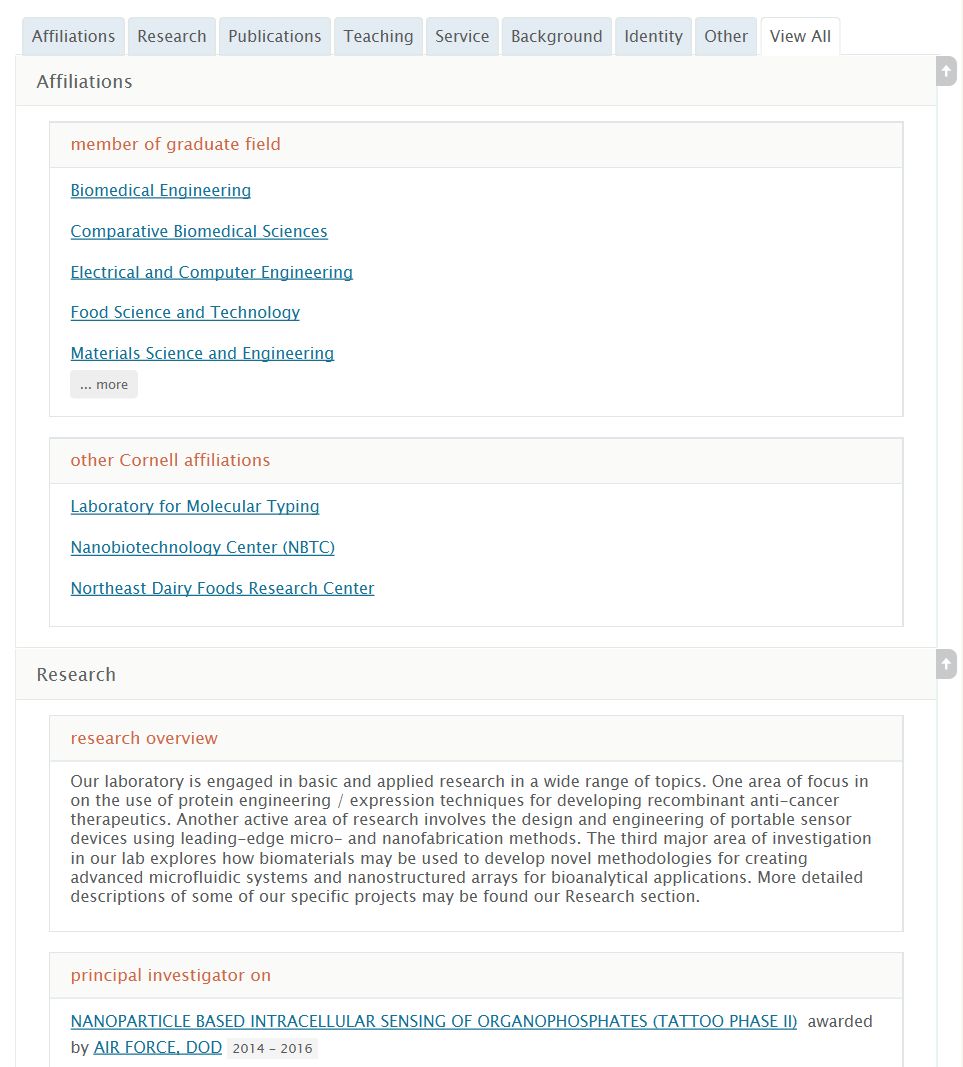 Affiliations Research Publications Teaching Service Background Identity Other View All
Affiliations
member of graduate field
Biomedical Engineering
Comparative Biomedical Sciences
Electrical and Computer Engineering
Food Science and Technology
Materials Science and Engineering
... more
other Cornell affiliations
Laboratory for Molecular Typing
Nanobiotechnology Center (NBTC)
Northeast Dairy Foods Research Center
Research
research overview
Our laboratory is engaged in basic and applied research in a wide range of topics. One area of focus in
on the use of protein engineering / expression techniques for developing recombinant anti-cancer
therapeutics. Another active area of research involves the design and engineering of portable sensor
devices using leading-edge micro- and nanofabrication methods. The third major area of investigation
in our lab explores how biomaterials may be used to develop novel methodologies for creating
advanced microfluidic systems and nanostructured arrays for bioanalytical applications. More detailed
descriptions of some of our specific projects may be found our Research section.
principal investigator on
NANOPARTICLE BASED INTRACELLULAR SENSING OF ORGANOPHOSPHATES (TATTOO PHASE II) awarded
by AIR FORCE, DOD 2014 - 2016